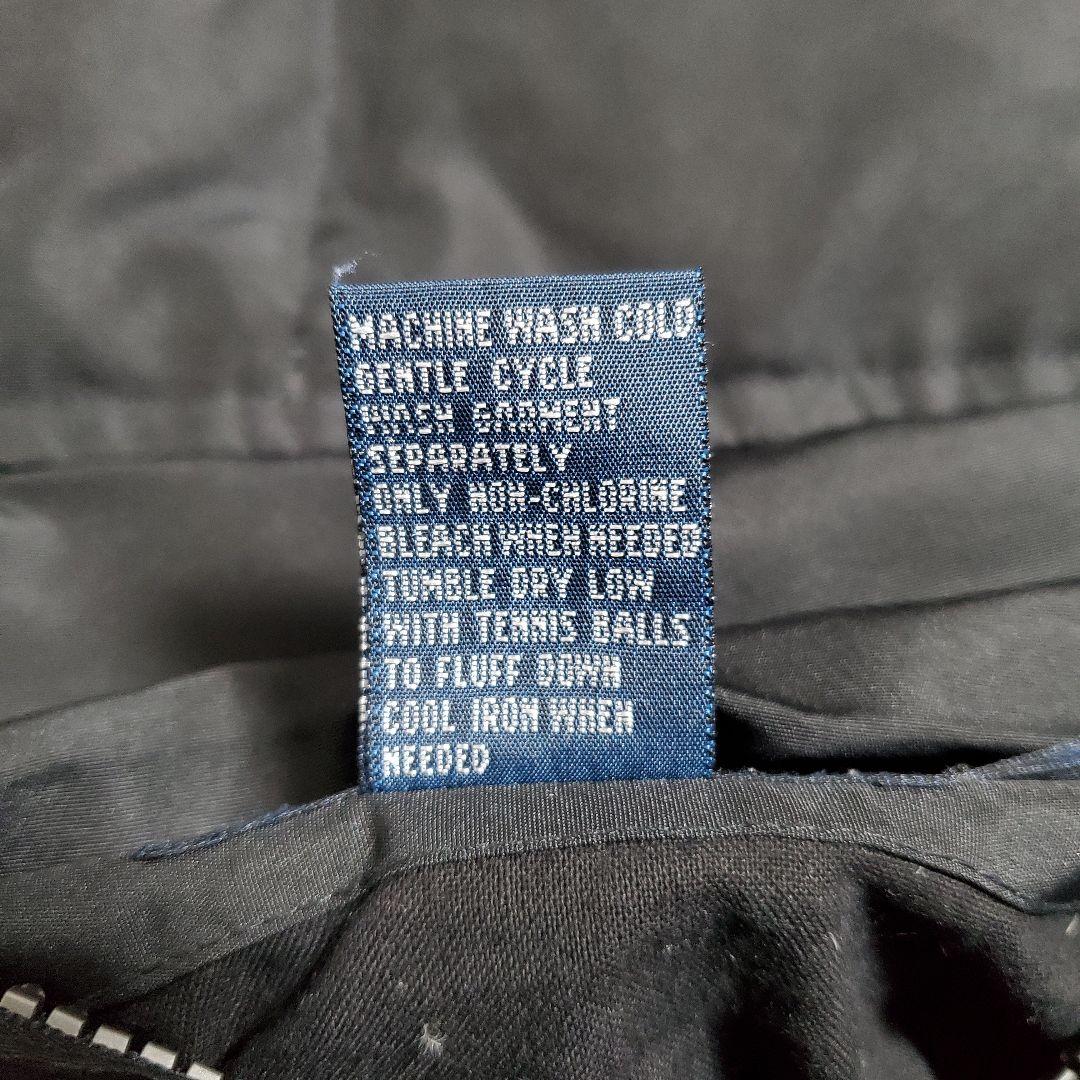 MACHINE WASH COLD
GENTLE CYCLE
WASH GARMENT
SEPARATELY
ONLY NON-CHLORINE
BLEACH WHEN NEEDED
TUMBLE DRY LOW
WITH TENNIS BALLS
TO FLUFF DOWN
COOL IRON WHEN
NEEDED